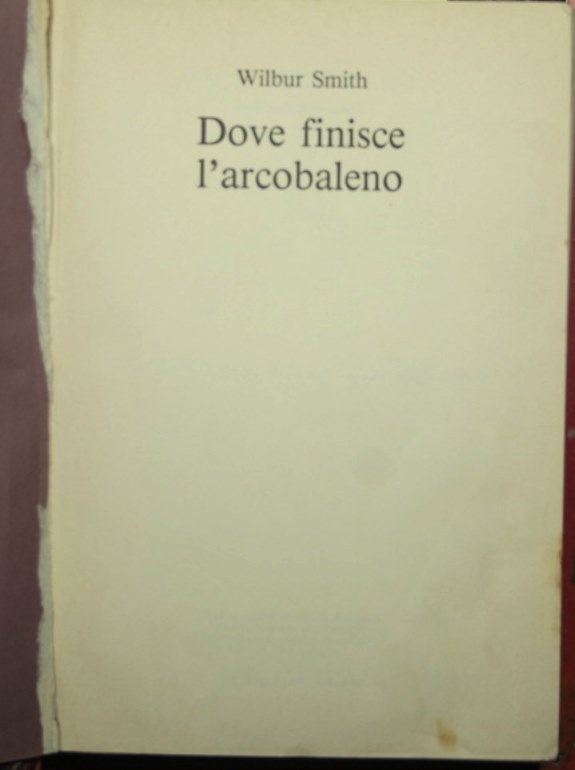 Wilbur Smith
Dove finisce
l'arcobaleno